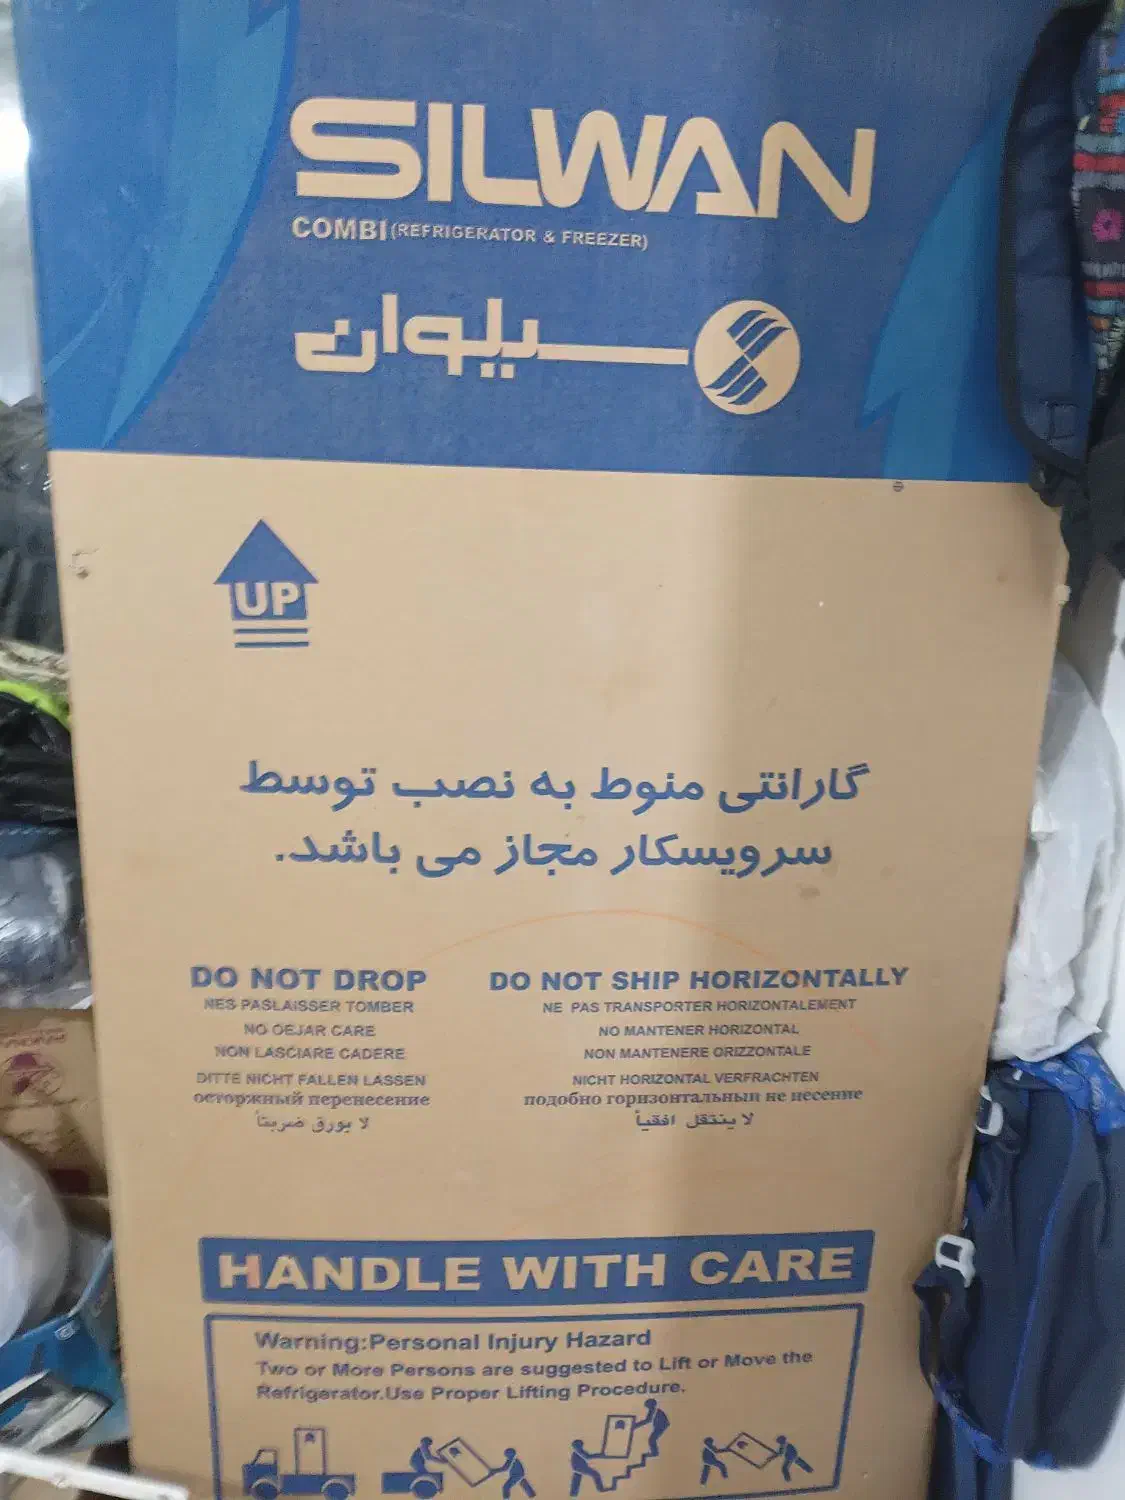 SILWAN
COMBI (REFRIGERATOR & FREEZER)
سیلوان
UP
گارانتی منوط به نصب توسط
سرویسکار مجاز می باشد.
DO NOT DROP
NES PASLAISSER TOMBER
NO OEJAR CARE
NON LASCIARE CADERE
DITTE NICHT FALLEN LASSEN
осторжный перенесение
لا يورق ضربتاً
DO NOT SHIP HORIZONTALLY
NE PAS TRANSPORTER HORIZONTALEMENT
NO MANTENER HORIZONTAL
NON MANTENERE ORIZZONTALE
NICHT HORIZONTAL VERFRACHTEN
подобно горизонтальныи не несение
لا ينتقل افقياً
HANDLE WITH CARE
Warning:Personal Injury Hazard
Two or More Persons are suggested to Lift or Move the
Refrigerator.Use Proper Lifting Procedure.